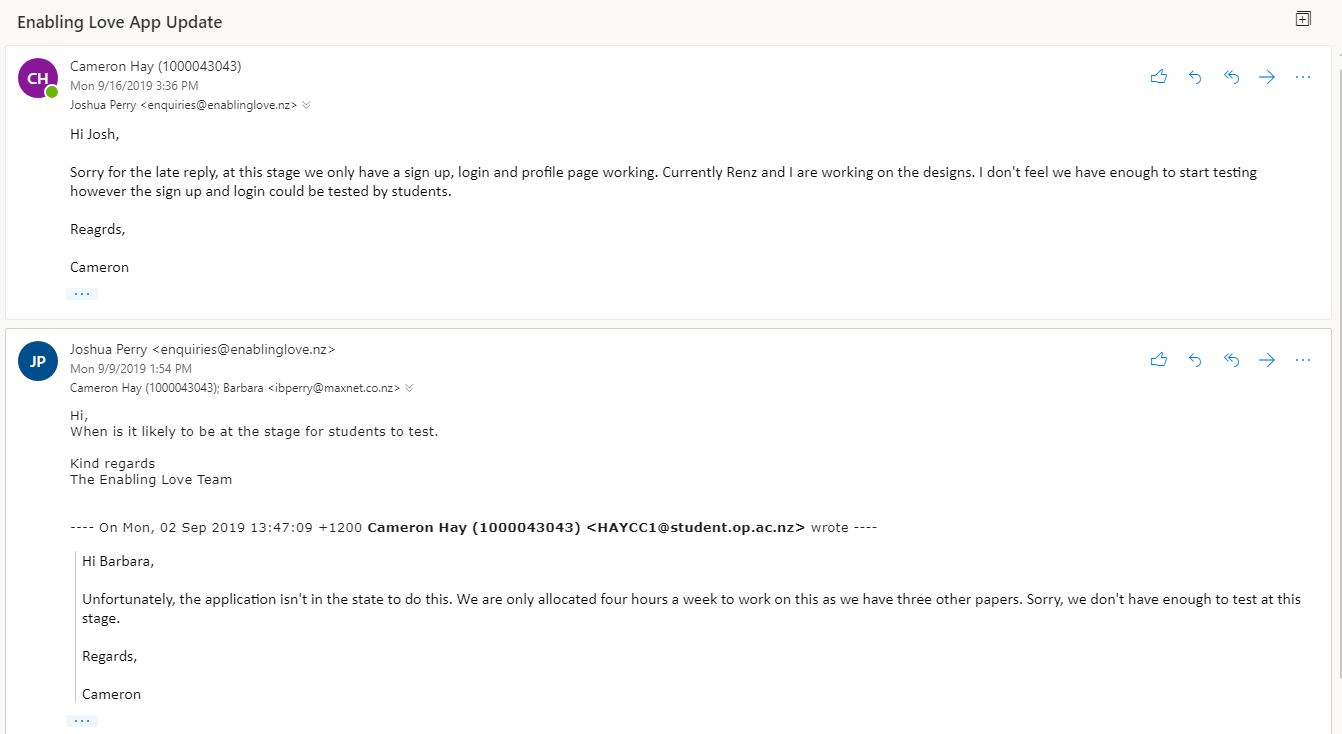 Enabling Love App Update
CH
Cameron Hay (1000043043)
Mon 9/16/2019 3:36 PM
Joshua Perry <enquiries@enablinglove.nz>
Hi Josh,
Sorry for the late reply, at this stage we only have a sign up, login and profile page working. Currently Renz and I are working on the designs. I don't feel we have enough to start testing
however the sign up and login could be tested by students.
Reagrds,
Cameron
...
JP
Joshua Perry <enquiries@enablinglove.nz>
Mon 9/9/2019 1:54 PM
Cameron Hay (1000043043); Barbara <ibperry@maxnet.co.nz>
Hi,
When is it likely to be at the stage for students to test.
Kind regards
The Enabling Love Team
---- On Mon, 02 Sep 2019 13:47:09 +1200 Cameron Hay (1000043043) <HAYCC1@student.op.ac.nz> wrote ----
Hi Barbara,
Unfortunately, the application isn't in the state to do this. We are only allocated four hours a week to work on this as we have three other papers. Sorry, we don't have enough to test at this
stage.
Regards,
Cameron
...